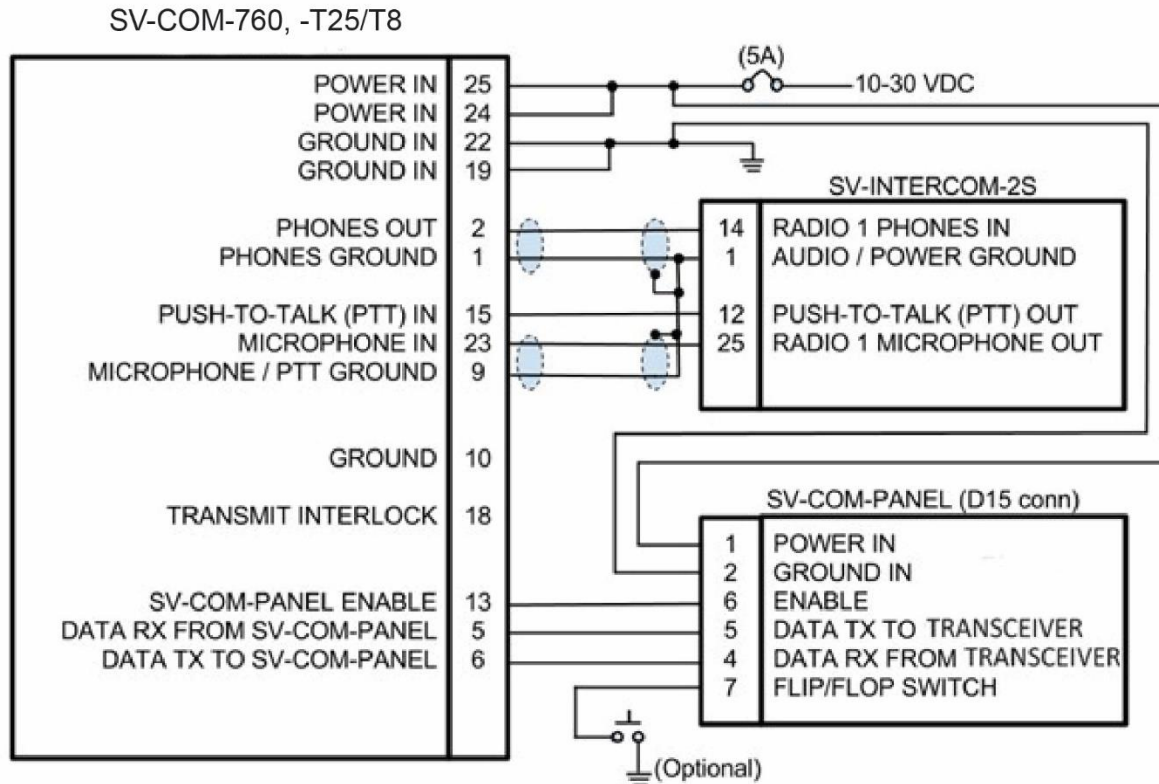 SV-COM-760, -T25/T8
POWER IN 25
POWER IN 24
GROUND IN 22
GROUND IN 19
PHONES OUT 2
PHONES GROUND 1
PUSH-TO-TALK (PTT) IN 15
MICROPHONE IN 23
MICROPHONE / PTT GROUND 9
GROUND 10
TRANSMIT INTERLOCK 18
SV-COM-PANEL ENABLE 13
DATA RX FROM SV-COM-PANEL 5
DATA TX TO SV-COM-PANEL 6
(5A)
10-30 VDC
SV-INTERCOM-2S
14 RADIO 1 PHONES IN
1 AUDIO / POWER GROUND
12 PUSH-TO-TALK (PTT) OUT
25 RADIO 1 MICROPHONE OUT
SV-COM-PANEL (D15 conn)
1 POWER IN
2 GROUND IN
6 ENABLE
5 DATA TX TO TRANSCEIVER
4 DATA RX FROM TRANSCEIVER
7 FLIP/FLOP SWITCH
(Optional)